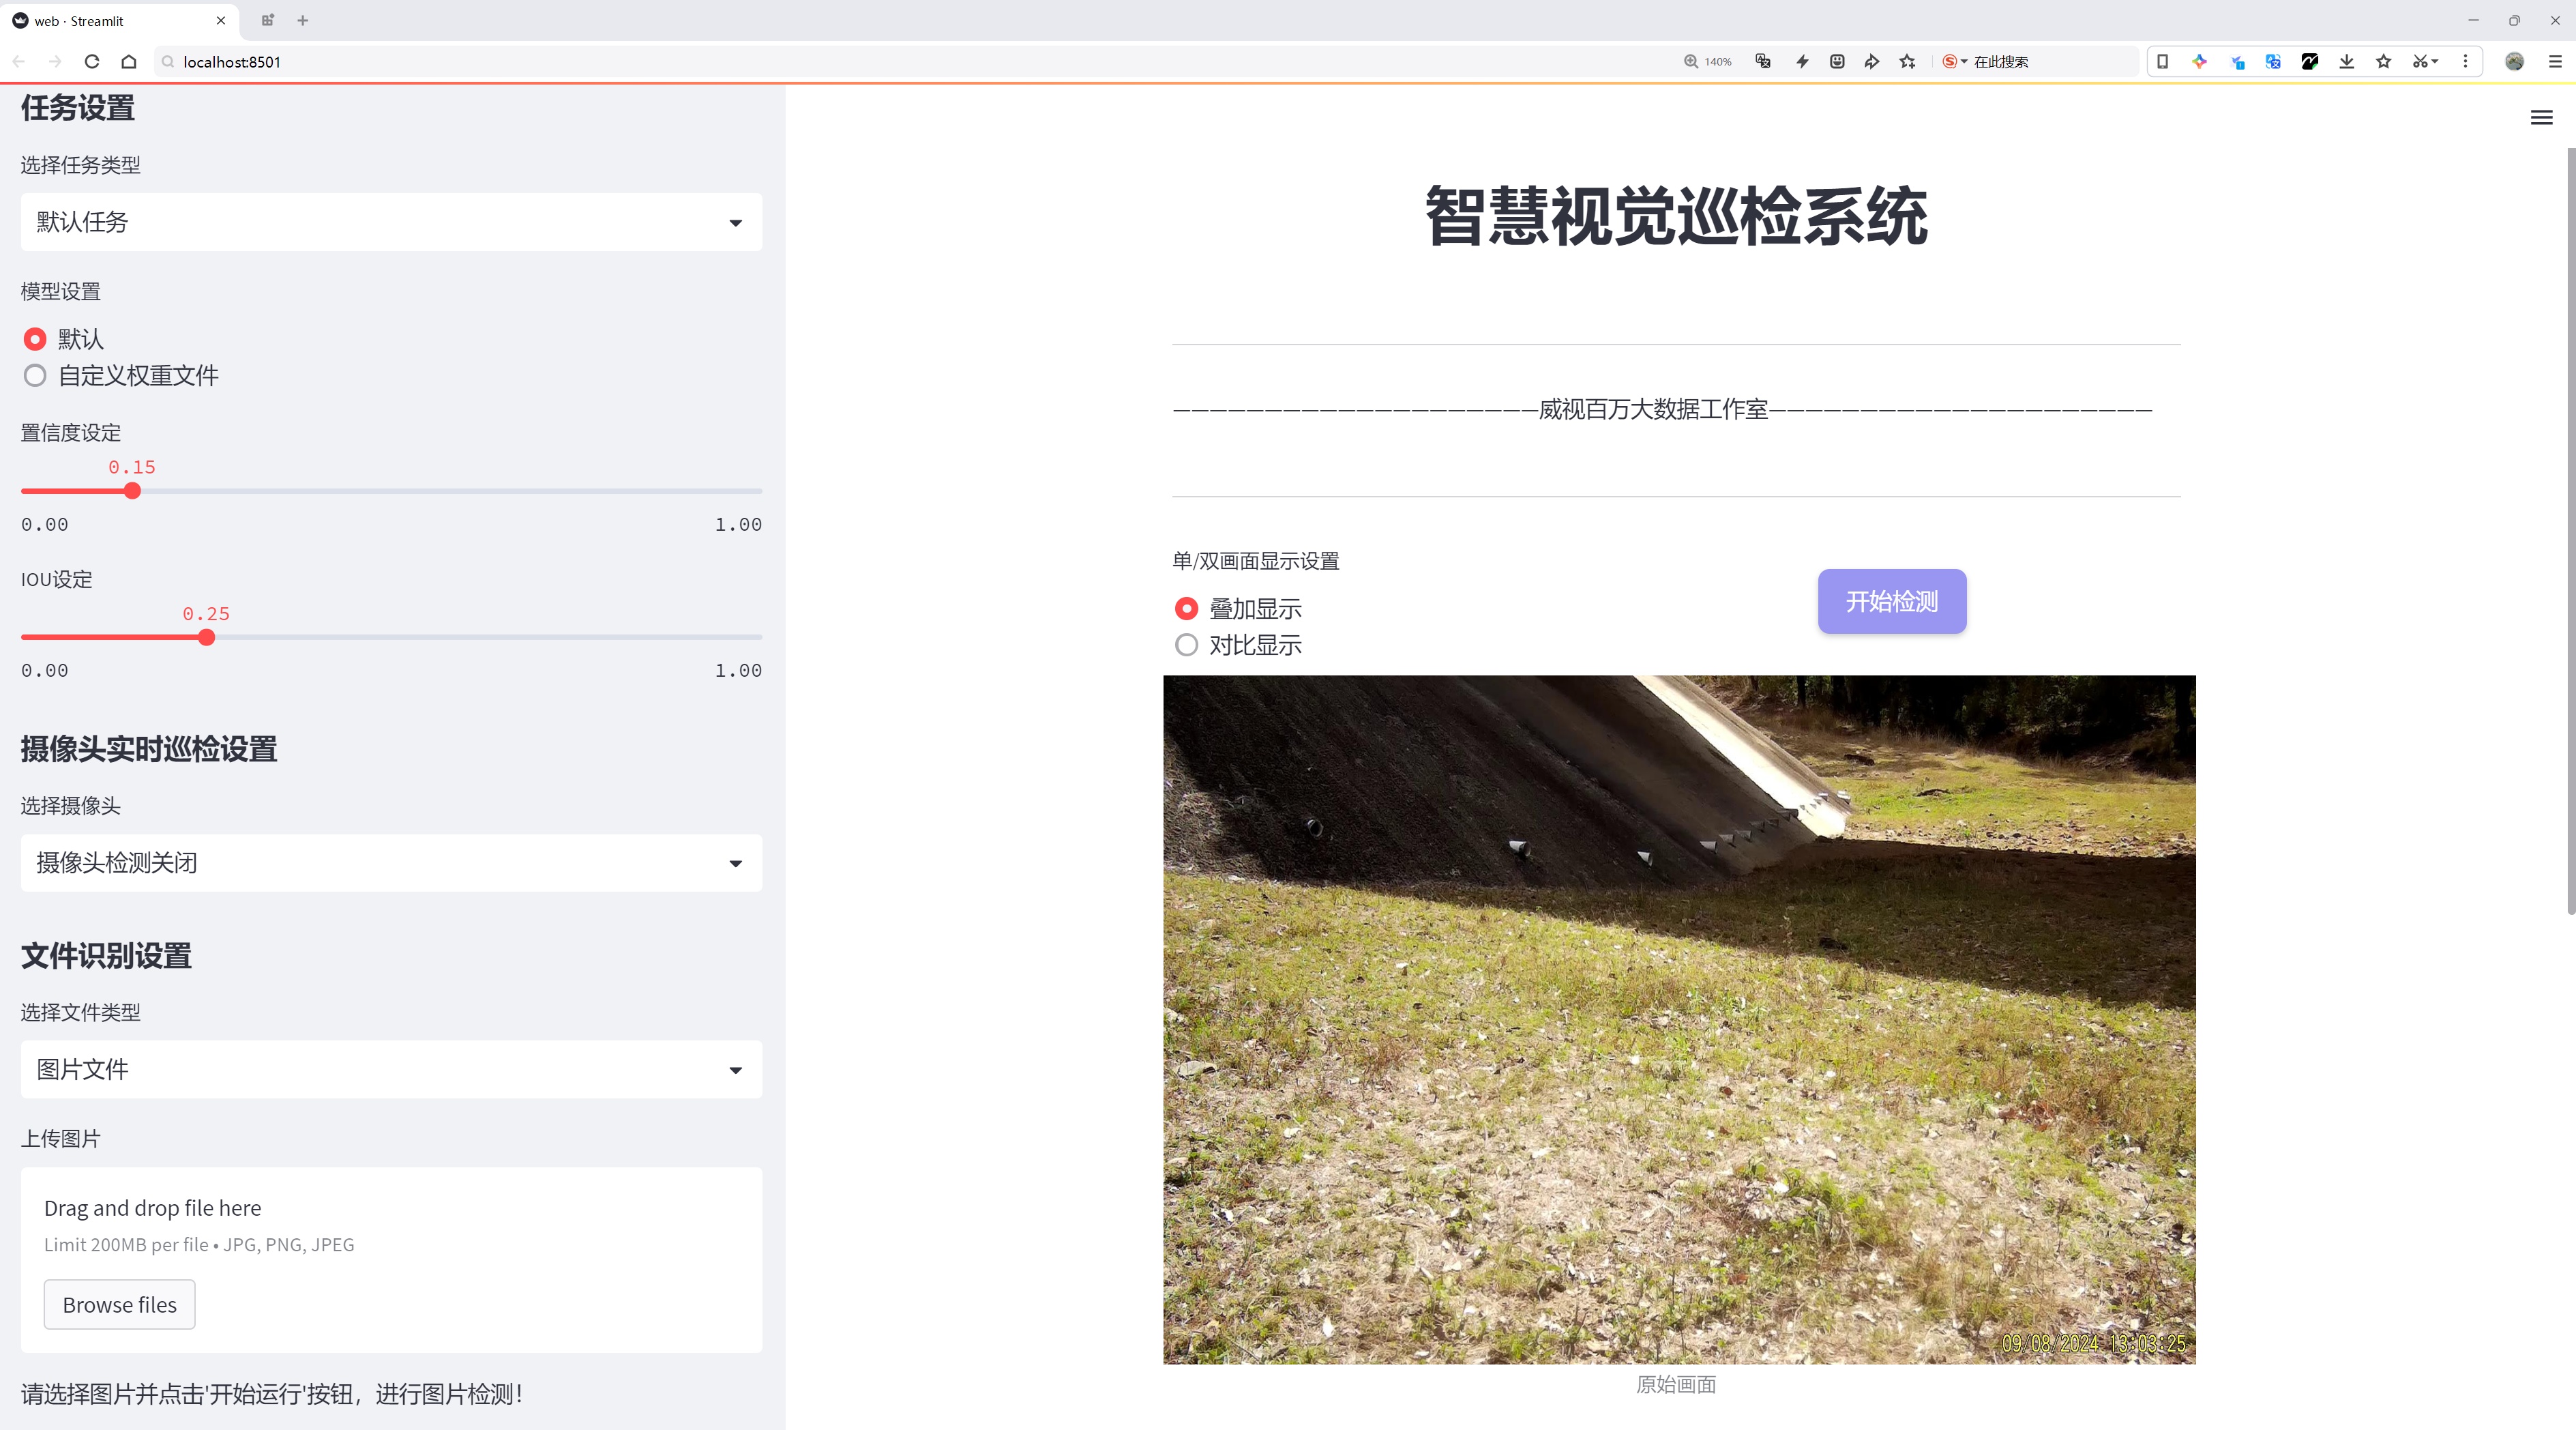 web · Streamlit
localhost:8501
140%
在此搜索
任务设置
选择任务类型
默认任务
模型设置
默认
自定义权重文件
置信度设定
0.15
0.00
1.00
IOU设定
0.25
0.00
1.00
摄像头实时巡检设置
选择摄像头
摄像头检测关闭
文件识别设置
选择文件类型
图片文件
上传图片
Drag and drop file here
Limit 200MB per file • JPG, PNG, JPEG
Browse files
请选择图片并点击'开始运行'按钮，进行图片检测！
智慧视觉巡检系统
————————————————————威视百万大数据工作室—————————————————————
单/双画面显示设置
叠加显示
对比显示
开始检测
09/08/2024 13:03:25
原始画面